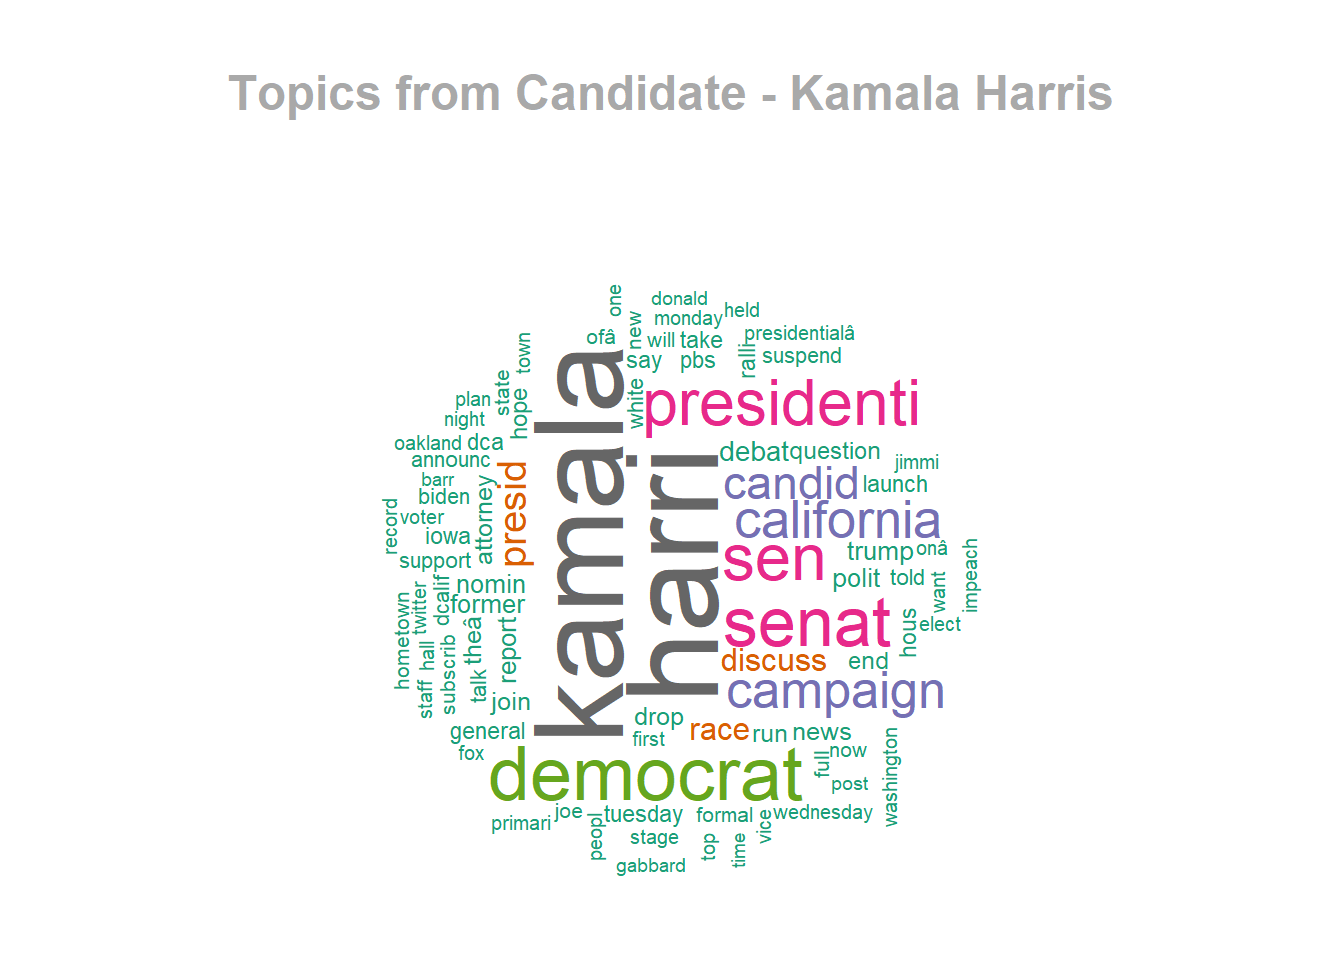 Topics from Candidate - Kamala Harris
one
donald
monday
held
new
ofâ
will
take
presidentialâ
town
say
pbs
ralli
suspend
kamala
state
hope
white
presidenti
plan
night
oakland
dca
announc
debat
question
jimmi
harri
barr
biden
attorney
presid
candid
launch
record
voter
iowa
california
support
sen
trump
onâ
impeach
nomin
polit
told
want
hometown
twitter
dcalif
former
theâ
report
senat
hous
elect
hall
subscrib
discuss
end
staff
talk
join
campaign
general
drop
race
run
news
first
fox
democrat
full
now
washington
post
primari
joe
peopl
tuesday
formal
vice
wednesday
stage
top
time
gabbard